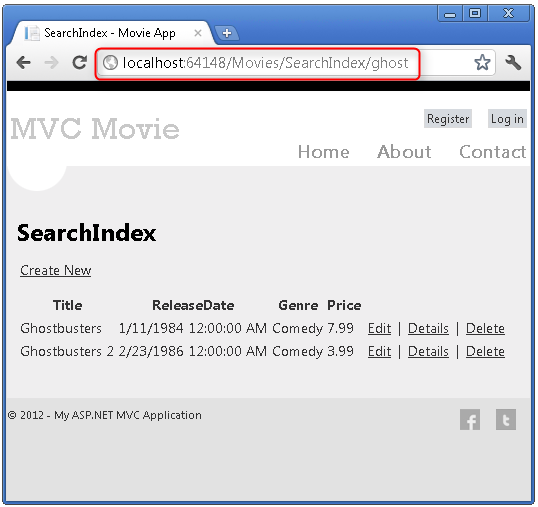 SearchIndex - Movie App
localhost:64148/Movies/SearchIndex/ghost
Register Log in
MVC Movie
Home About Contact
SearchIndex
Create New
Title ReleaseDate Genre Price
Ghostbusters 1/11/1984 12:00:00 AM Comedy 7.99 Edit | Details | Delete
Ghostbusters 2 2/23/1986 12:00:00 AM Comedy 3.99 Edit | Details | Delete
© 2012 - My ASP.NET MVC Application
f t